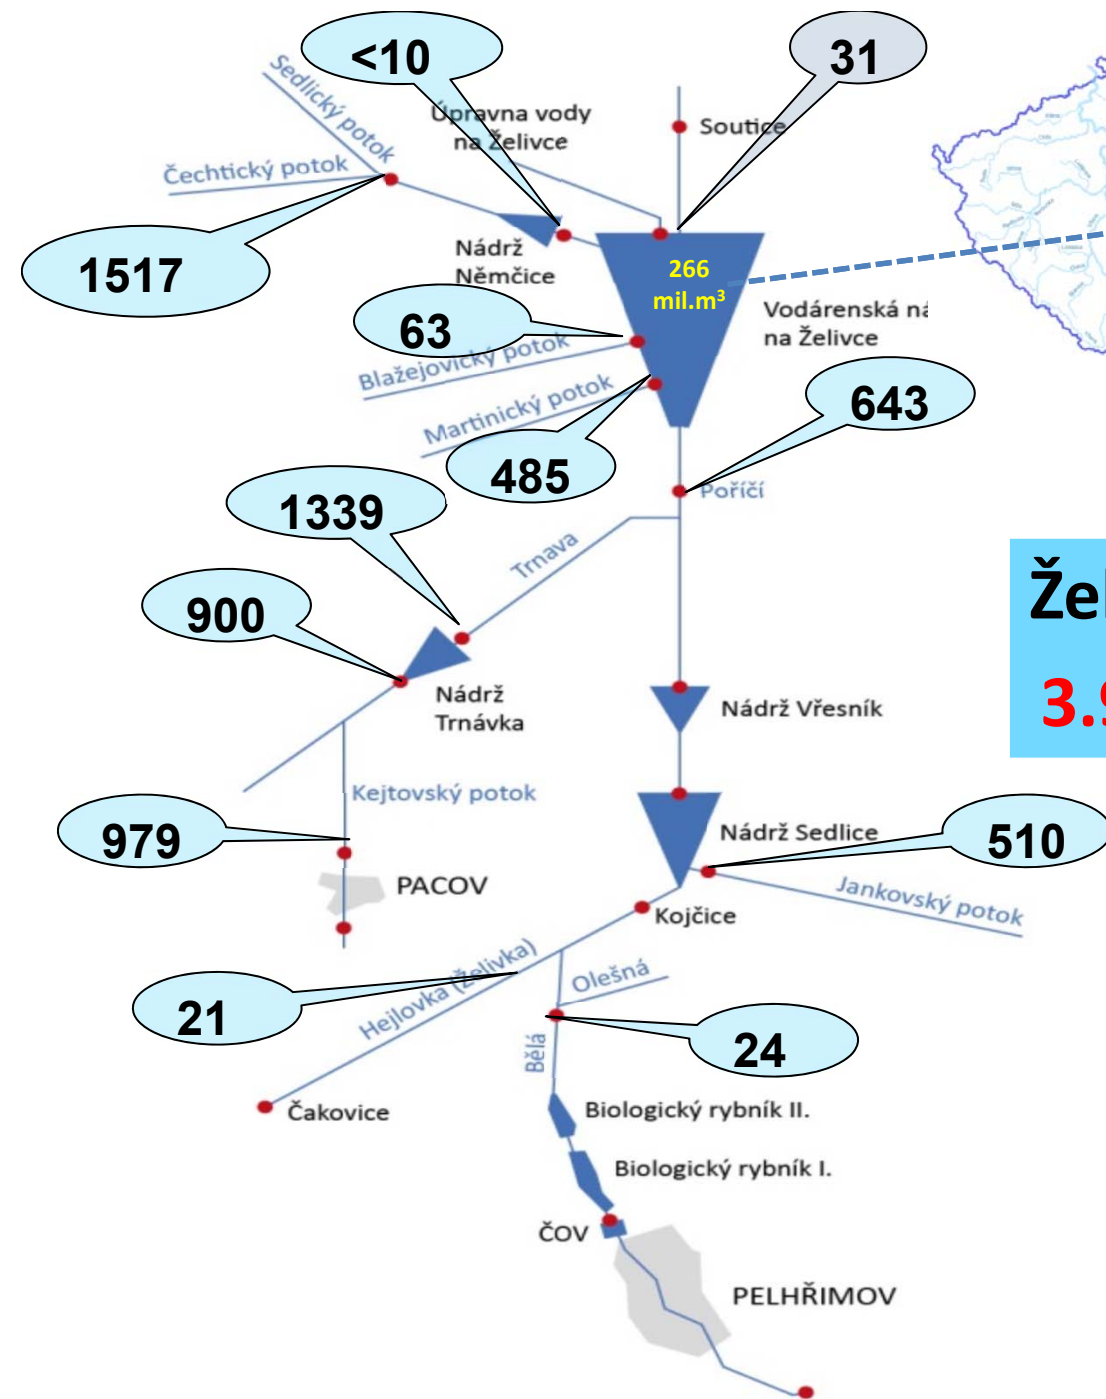 <10
31
Sedlický potok
Úpravna vody
na Želivce
Soutice
Čechtický potok
1517
Nádrž
Němčice
266
mil.m³
Vodárenská ná
na Želivce
63
Blažejovický potok
Martinický potok
643
485
Poříčí
1339
Trnava
900
Nádrž
Trnávka
Žel
3.9
Nádrž Vřesník
Kejtovský potok
979
Nádrž Sedlice
510
PACOV
Jankovský potok
Kojčice
Hejlovka (Želivka)
Olešná
21
24
Bělá
Čakovice
Biologický rybník II.
Biologický rybník I.
ČOV
PELHŘIMOV